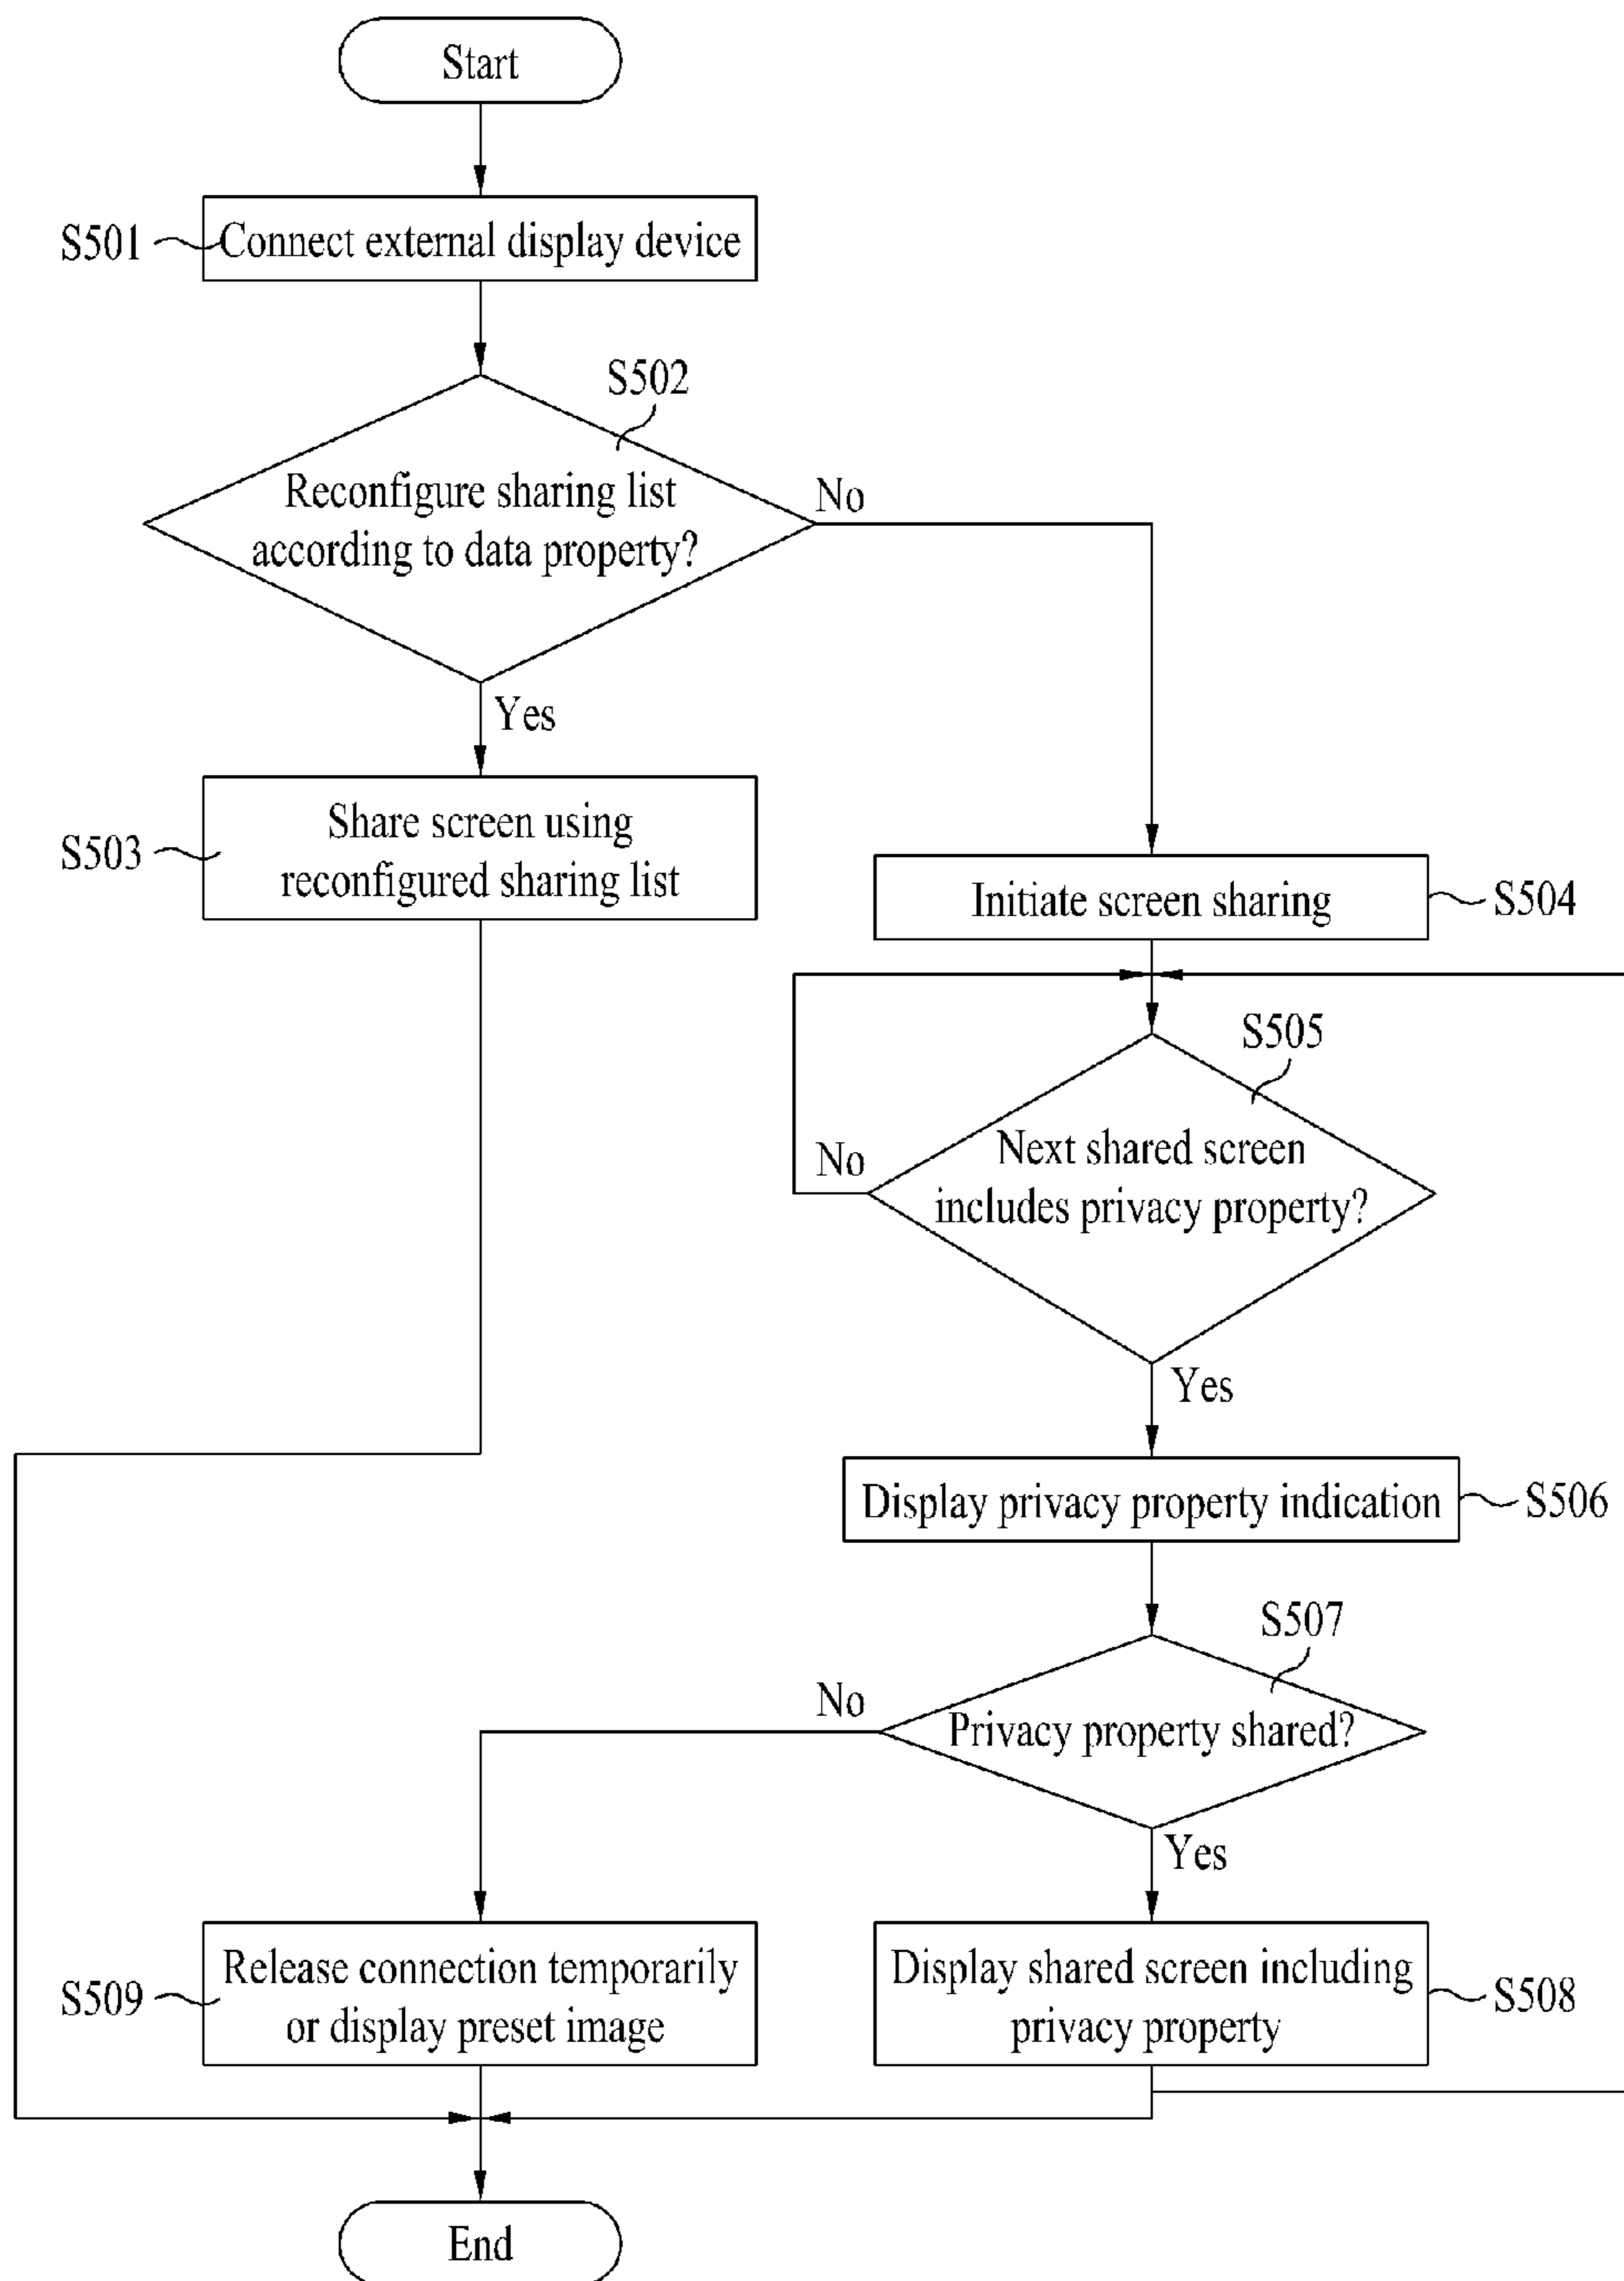 Start
S501
Connect external display device
S502
Reconfigure sharing list
according to data property?
No
Yes
S503
Share screen using
reconfigured sharing list
Initiate screen sharing
S504
S505
Next shared screen
includes privacy property?
No
Yes
Display privacy property indication
S506
S507
Privacy property shared?
No
Yes
S509
Release connection temporarily
or display preset image
Display shared screen including
privacy property
S508
End